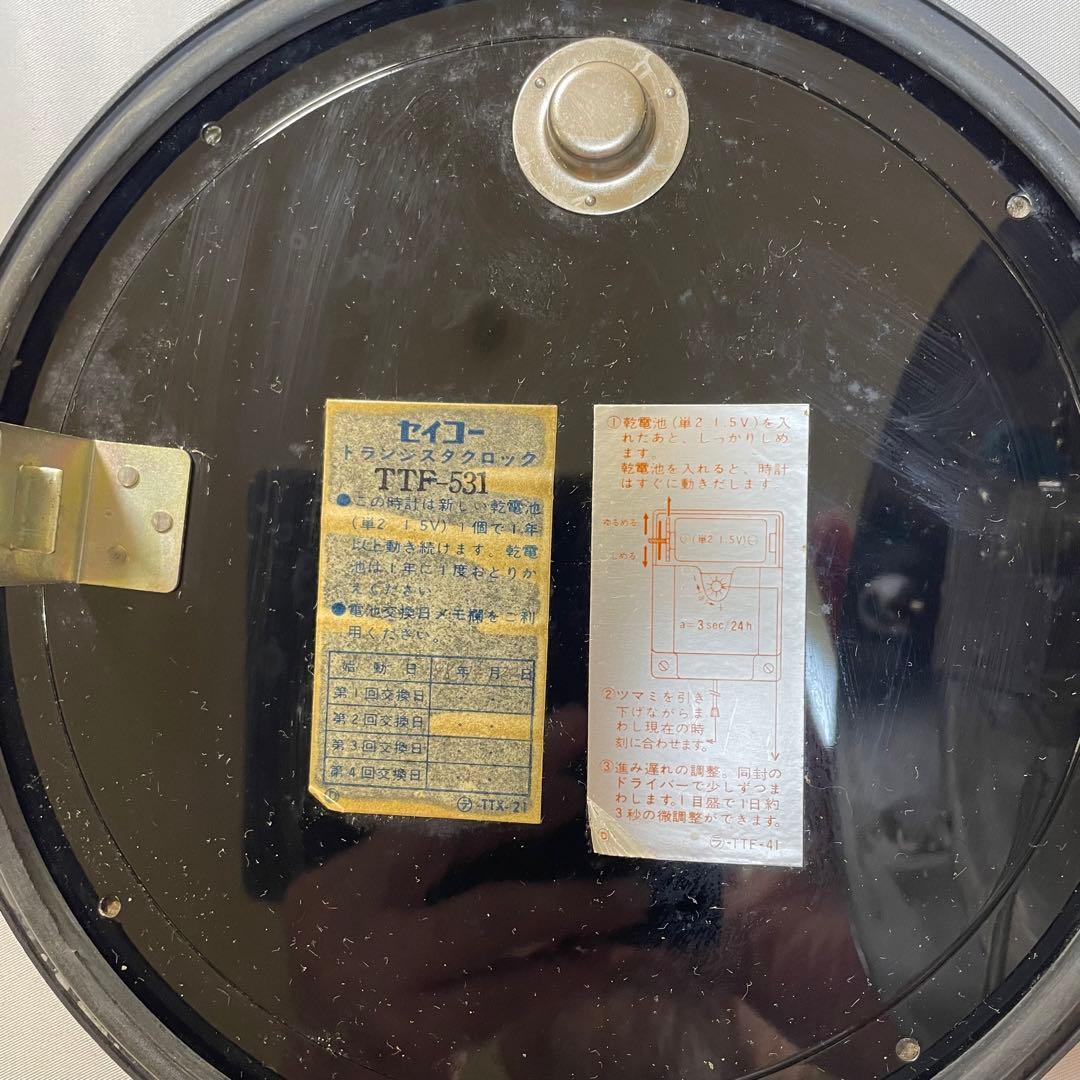 セイコー
トランジスタクロック
TTF-531
●この時計は新しい乾電池
(単2 1.5V) 1個で1年
以上動き続けます。乾電
池は1年に1度おとりか
えください
●電池交換日メモ欄をご利
用ください。
始動日 年 月 日
第1回交換日
第2回交換日 . .
第3回交換日
第4回交換日
㋢-TTX-21
①乾電池(単2 1.5V)を入
れたあと、しっかりしめ
ます。
乾電池を入れると、時計
はすぐに動きだします。
ゆるめる
しめる
(単2 1.5V)
a=3sec/24h
②ツマミを引き
下げながらま
わし現在の時
刻に合わせます。
③進み遅れの調整。同封の
ドライバーで少しずつま
わします。1目盛で1日約
3秒の微調整ができます。
㋶-TTF-41